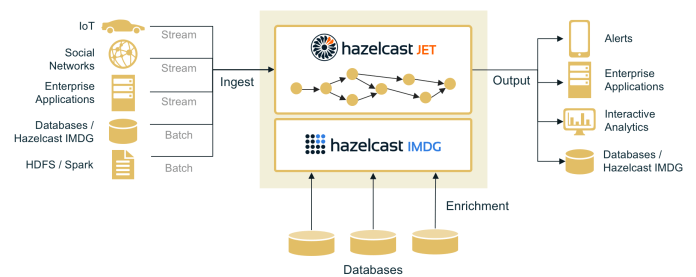 IoT
Stream
Social
Networks
Stream
Enterprise
Applications
Stream
Databases /
Hazelcast IMDG
Batch
HDFS / Spark
Batch
Ingest
hazelcast JET
hazelcast IMDG
Enrichment
Databases
Output
Alerts
Enterprise
Applications
Interactive
Analytics
Databases /
Hazelcast IMDG